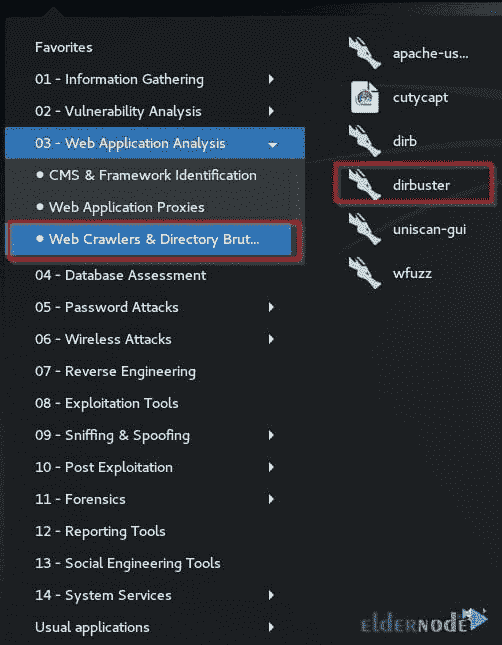 Favorites
01 - Information Gathering
02 - Vulnerability Analysis
03 - Web Application Analysis
CMS & Framework Identification
Web Application Proxies
Web Crawlers & Directory Brut...
04 - Database Assessment
05 - Password Attacks
06 - Wireless Attacks
07 - Reverse Engineering
08 - Exploitation Tools
09 - Sniffing & Spoofing
10 - Post Exploitation
11 - Forensics
12 - Reporting Tools
13 - Social Engineering Tools
14 - System Services
Usual applications
apache-us...
cutycapt
dirb
dirbuster
uniscan-gui
wfuzz
eldernode